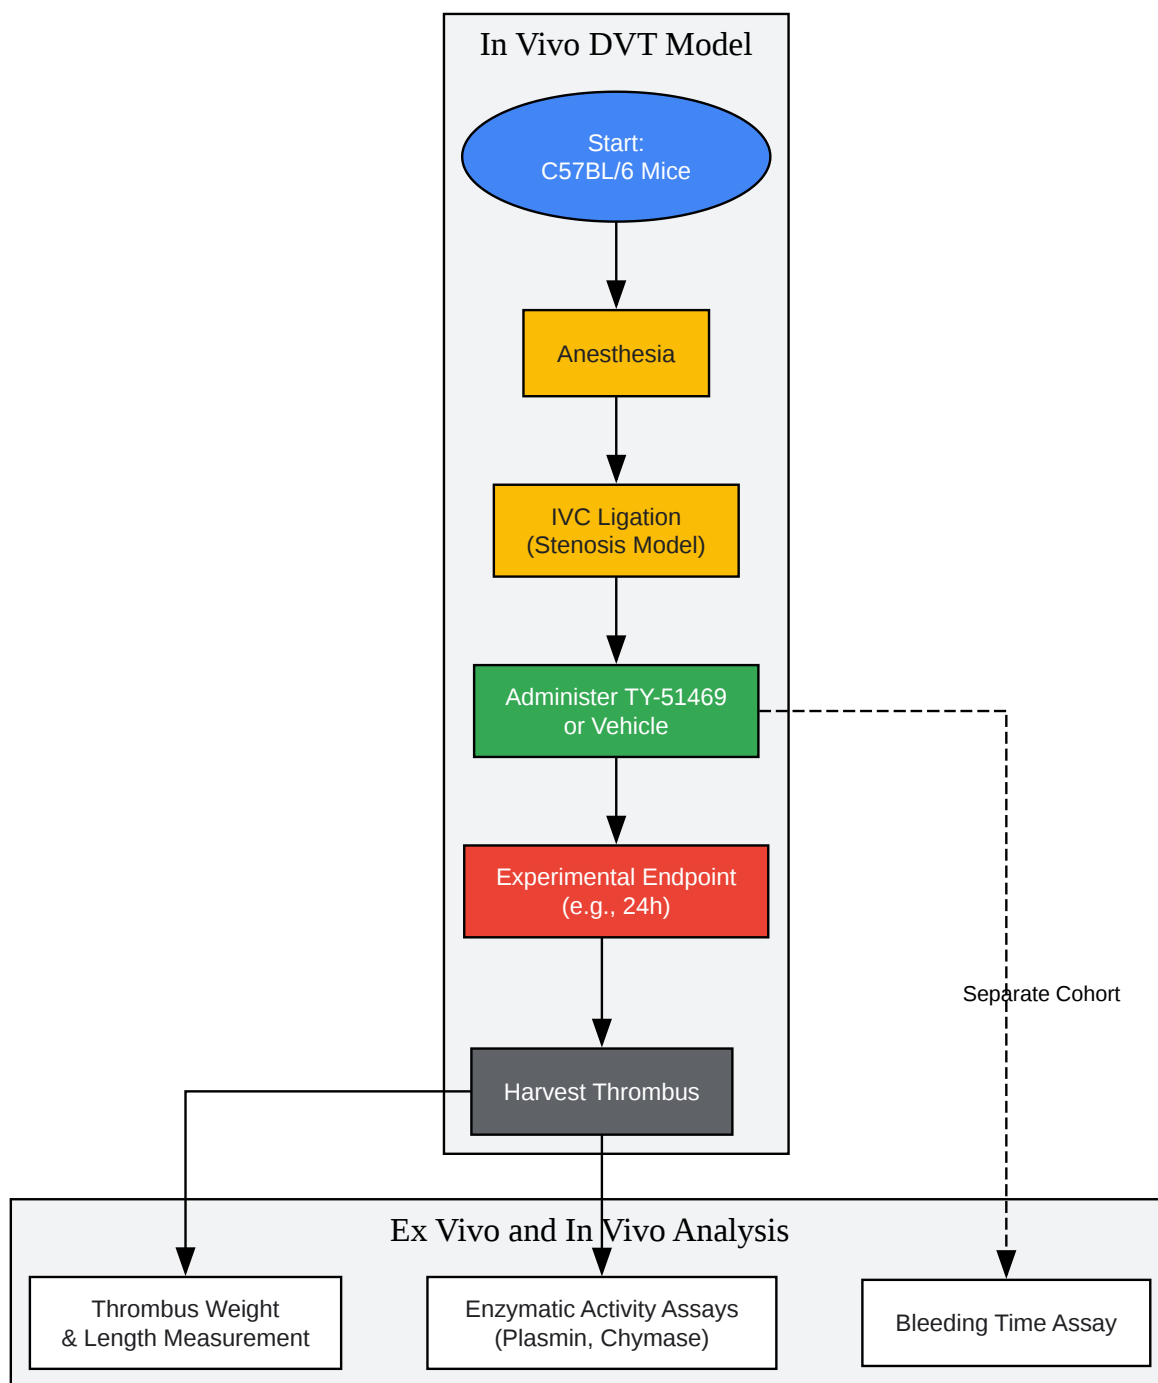 In Vivo DVT Model
Start:
C57BL/6 Mice
Anesthesia
IVC Ligation
(Stenosis Model)
Administer TY-51469
or Vehicle
Experimental Endpoint
(e.g., 24h)
Separate Cohort
Harvest Thrombus
Ex Vivo and In Vivo Analysis
Thrombus Weight
& Length Measurement
Enzymatic Activity Assays
(Plasmin, Chymase)
Bleeding Time Assay